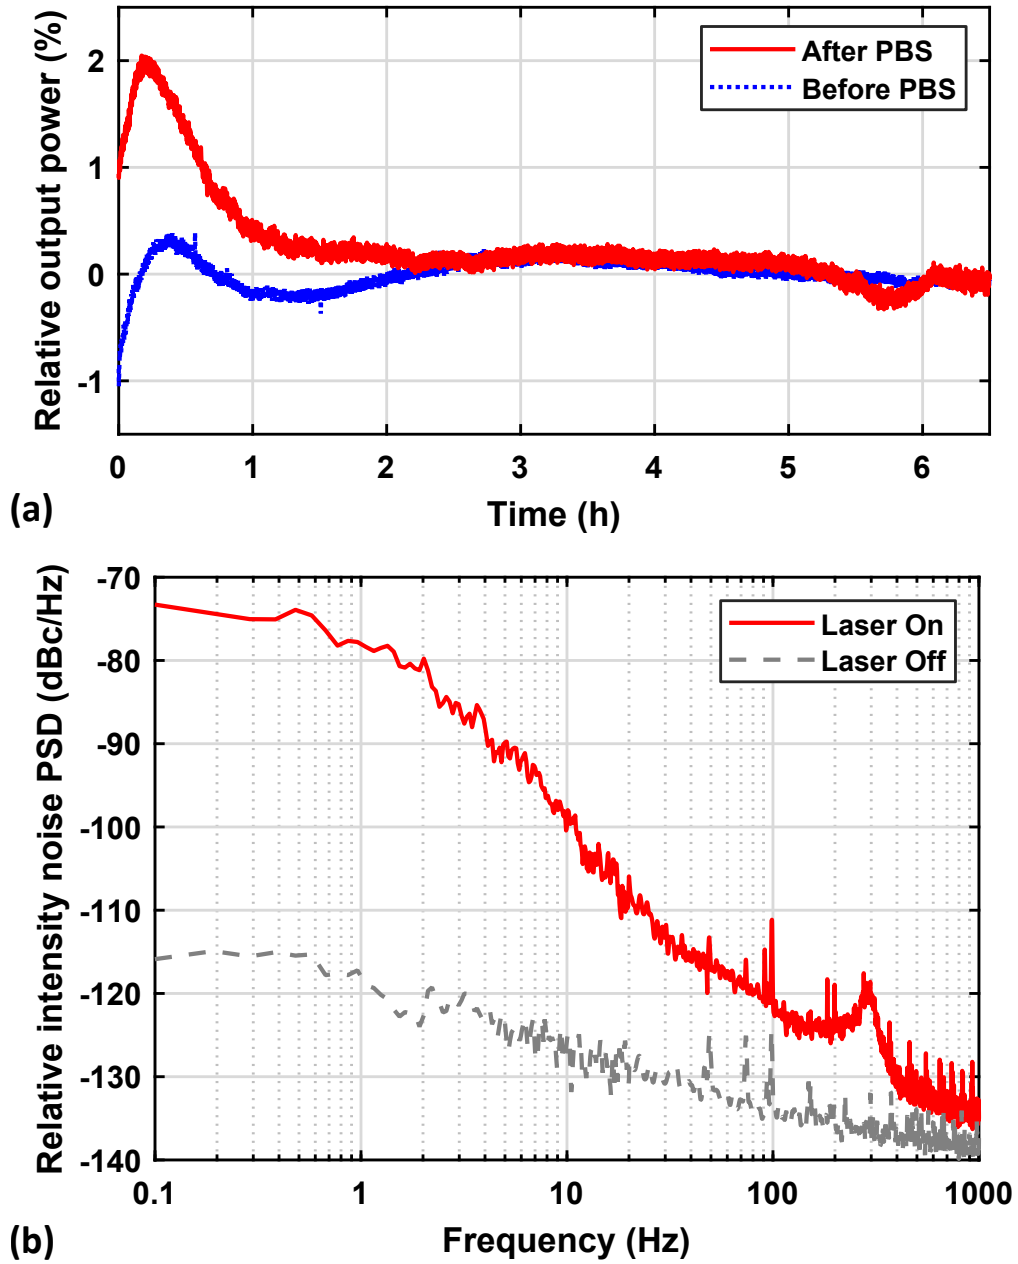 Relative output power (%)
2
1
0
-1
After PBS
Before PBS
0 1 2 3 4 5 6
Time (h)
(a)
Relative intensity noise PSD (dBc/Hz)
-70
-80
-90
-100
-110
-120
-130
-140
Laser On
Laser Off
0.1 1 10 100 1000
Frequency (Hz)
(b)